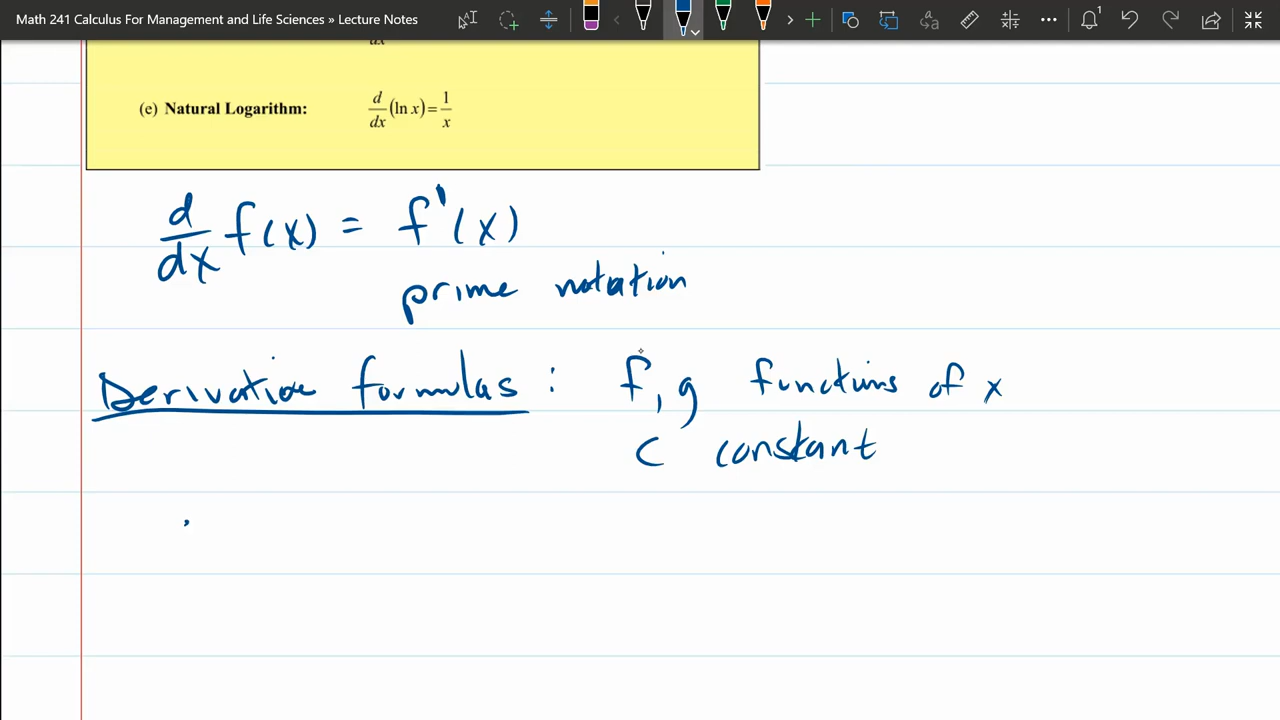 Math 241 Calculus For Management and Life Sciences » Lecture Notes
dx
(e) Natural Logarithm: d/dx (ln x) = 1/x
d/dx f(x) = f'(x)
prime notation
Derivative formulas : f, g functions of x
c constant